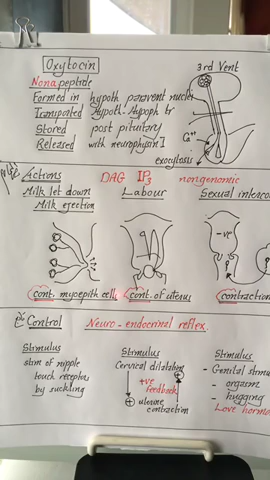 Oxytocin
3rd Vent
Nonapeptide
Formed in hypoth paravent nuclei
Transported Hypoth-Hypoph tr
Stored post pituitary
Released with neurophysin I
Ca++
exocytosis
Actions DAG IP3 nongenomic
Milk let down Labour Sexual interco
Milk ejection
-ve
cont. myoepith cells cont. of uterus contraction
Control Neuro-endocrinal reflex.
Stimulus Stimulus Stimulus
stim of nipple Cervical dilatation - Genital stimu
touch receptors - orgasm
by suckling +ve feedback - hugging
⊕ uterine contraction Love hormo